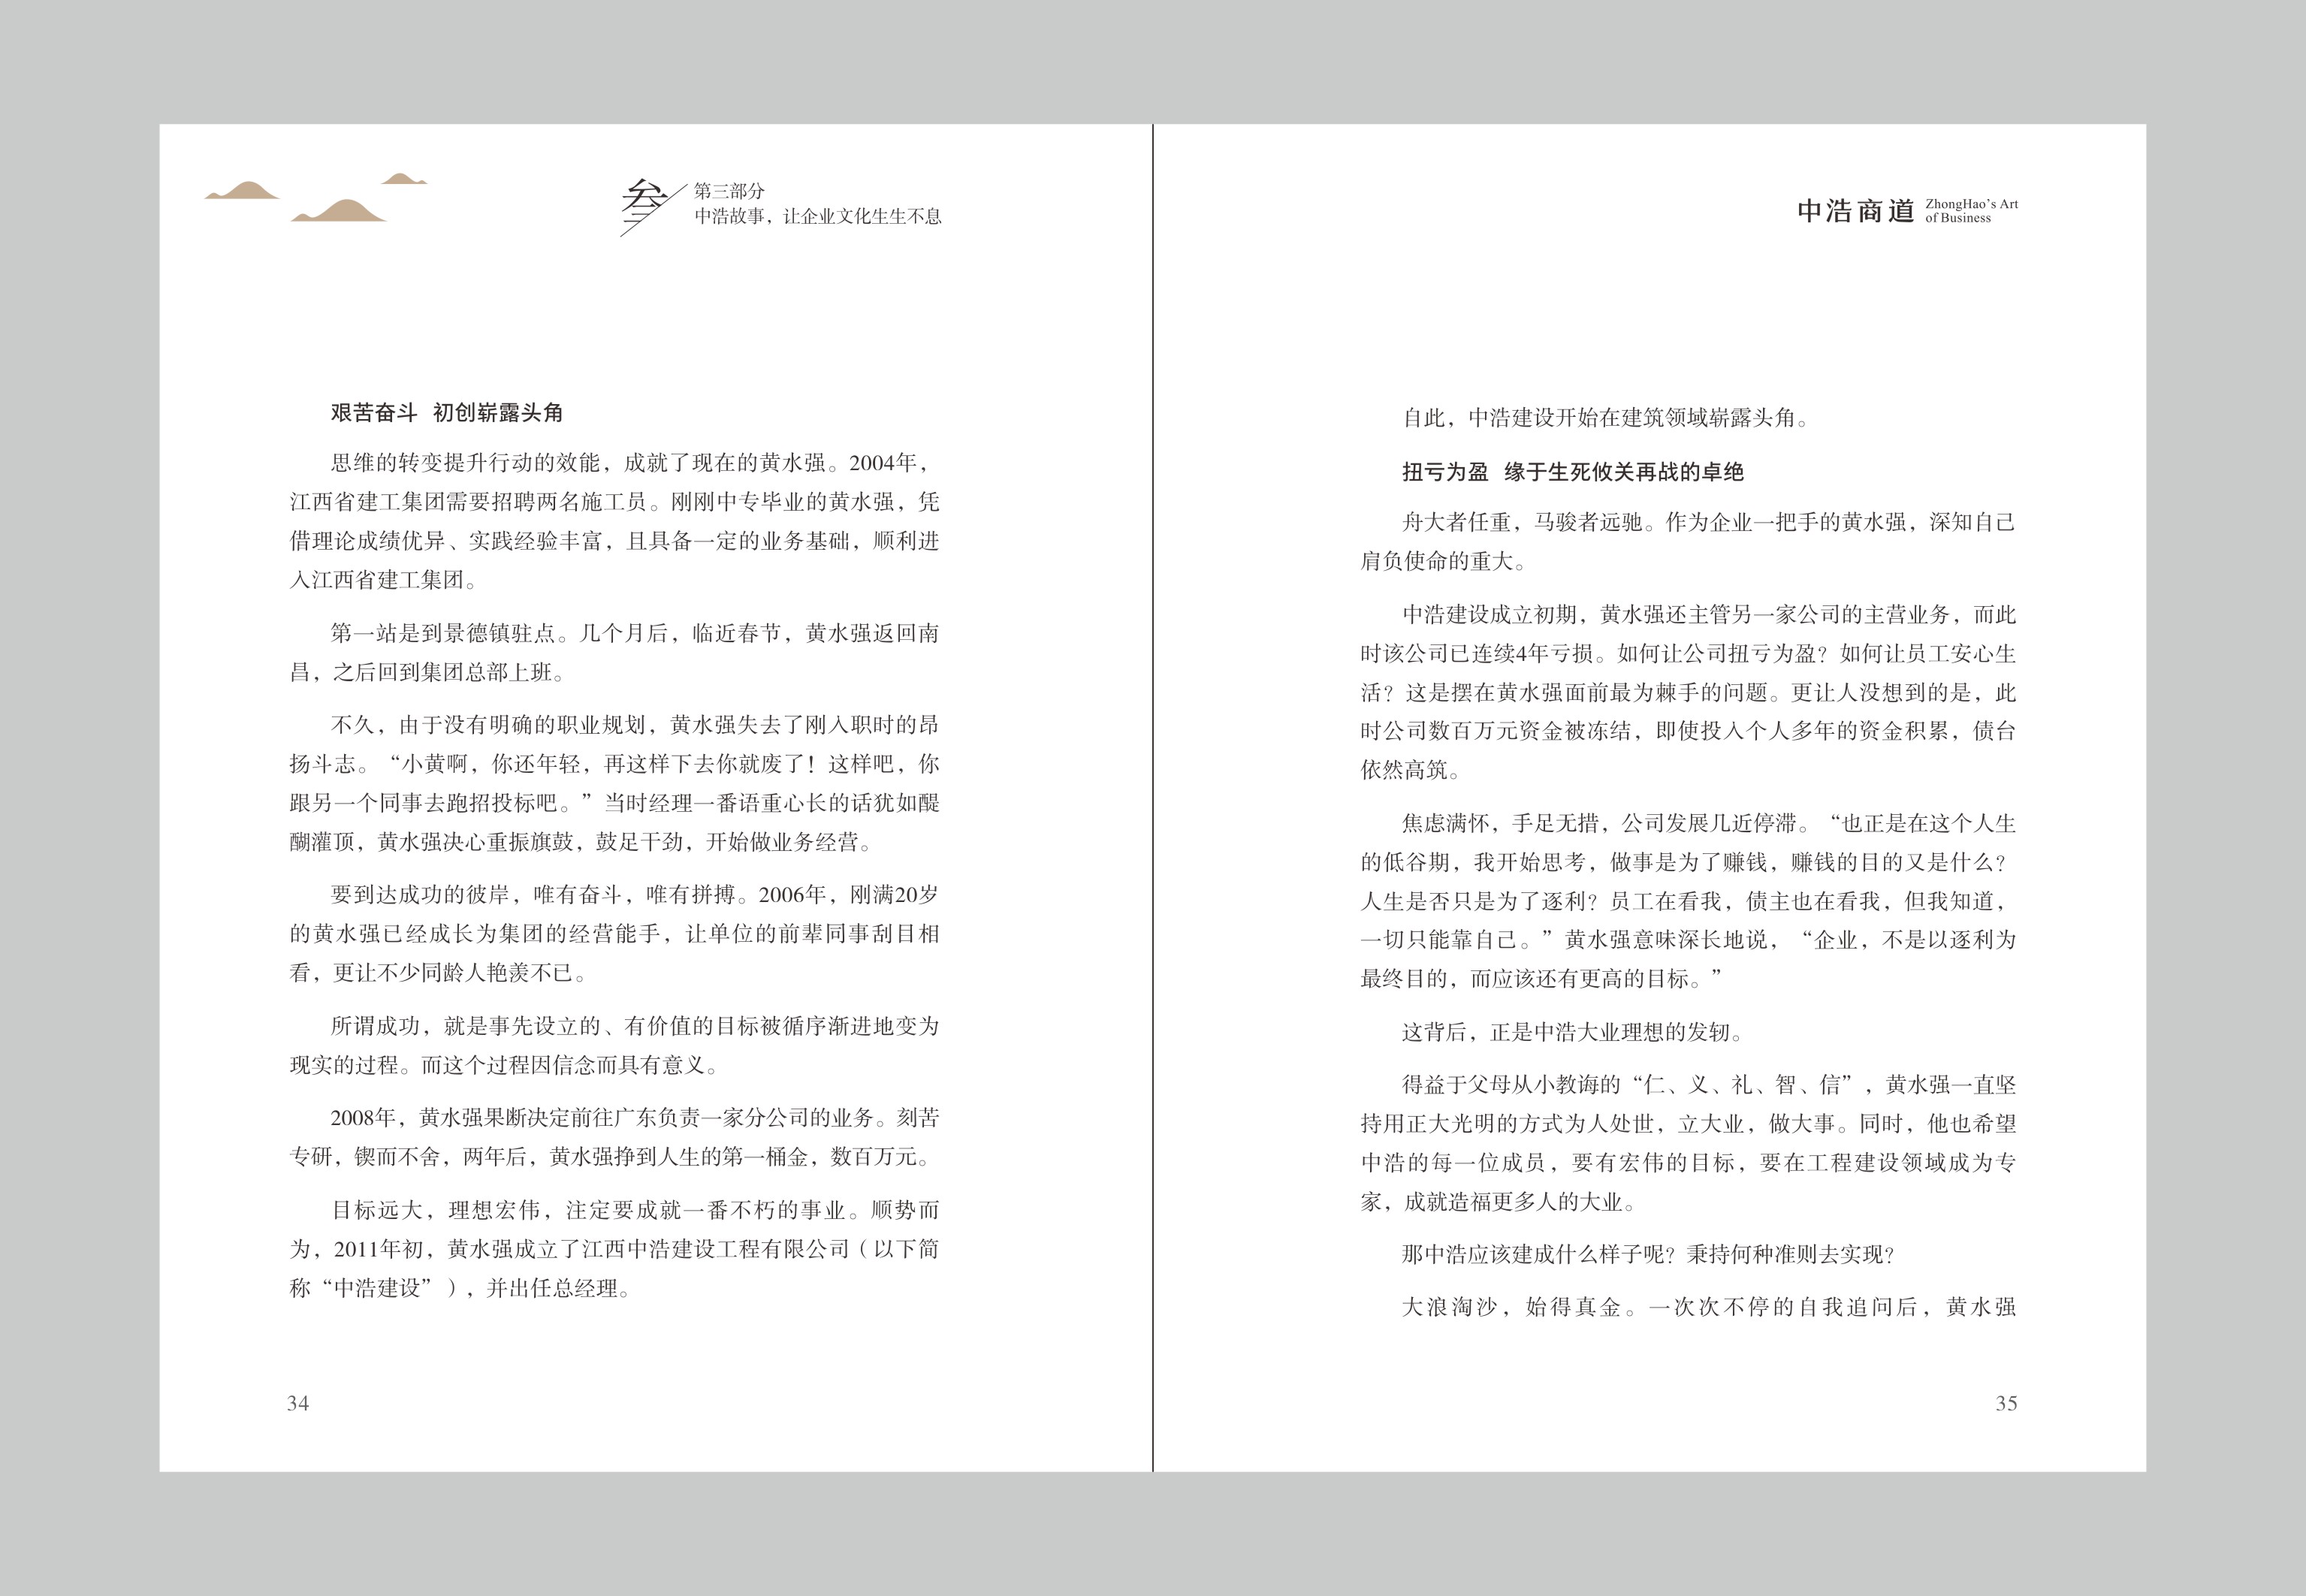 叁
第三部分
中浩故事，让企业文化生生不息
艰苦奋斗 初创崭露头角
思维的转变提升行动的效能，成就了现在的黄水强。2004年，
江西省建工集团需要招聘两名施工员。刚刚中专毕业的黄水强，凭
借理论成绩优异、实践经验丰富，且具备一定的业务基础，顺利进
入江西省建工集团。
第一站是到景德镇驻点。几个月后，临近春节，黄水强返回南
昌，之后回到集团总部上班。
不久，由于没有明确的职业规划，黄水强失去了刚入职时的昂
扬斗志。“小黄啊，你还年轻，再这样下去你就废了！这样吧，你
跟另一个同事去跑招投标吧。”当时经理一番语重心长的话犹如醍
醐灌顶，黄水强决心重振旗鼓，鼓足干劲，开始做业务经营。
要到达成功的彼岸，唯有奋斗，唯有拼搏。2006年，刚满20岁
的黄水强已经成长为集团的经营能手，让单位的前辈同事刮目相
看，更让不少同龄人艳羡不已。
所谓成功，就是事先设立的、有价值的目标被循序渐进地变为
现实的过程。而这个过程因信念而具有意义。
2008年，黄水强果断决定前往广东负责一家分公司的业务。刻苦
专研，锲而不舍，两年后，黄水强挣到人生的第一桶金，数百万元。
目标远大，理想宏伟，注定要成就一番不朽的事业。顺势而
为，2011年初，黄水强成立了江西中浩建设工程有限公司（以下简
称“中浩建设”），并出任总经理。
34
中浩商道 ZhongHao's Art
of Business
自此，中浩建设开始在建筑领域崭露头角。
扭亏为盈 缘于生死攸关再战的卓绝
舟大者任重，马骏者远驰。作为企业一把手的黄水强，深知自己
肩负使命的重大。
中浩建设成立初期，黄水强还主管另一家公司的主营业务，而此
时该公司已连续4年亏损。如何让公司扭亏为盈？如何让员工安心生
活？这是摆在黄水强面前最为棘手的问题。更让人没想到的是，此
时公司数百万元资金被冻结，即使投入个人多年的资金积累，债台
依然高筑。
焦虑满怀，手足无措，公司发展几近停滞。“也正是在这个人生
的低谷期，我开始思考，做事是为了赚钱，赚钱的目的又是什么？
人生是否只是为了逐利？员工在看我，债主也在看我，但我知道，
一切只能靠自己。”黄水强意味深长地说，“企业，不是以逐利为
最终目的，而应该还有更高的目标。”
这背后，正是中浩大业理想的发轫。
得益于父母从小教诲的“仁、义、礼、智、信”，黄水强一直坚
持用正大光明的方式为人处世，立大业，做大事。同时，他也希望
中浩的每一位成员，要有宏伟的目标，要在工程建设领域成为专
家，成就造福更多人的大业。
那中浩应该建成什么样子呢？秉持何种准则去实现？
大浪淘沙，始得真金。一次次不停的自我追问后，黄水强
35